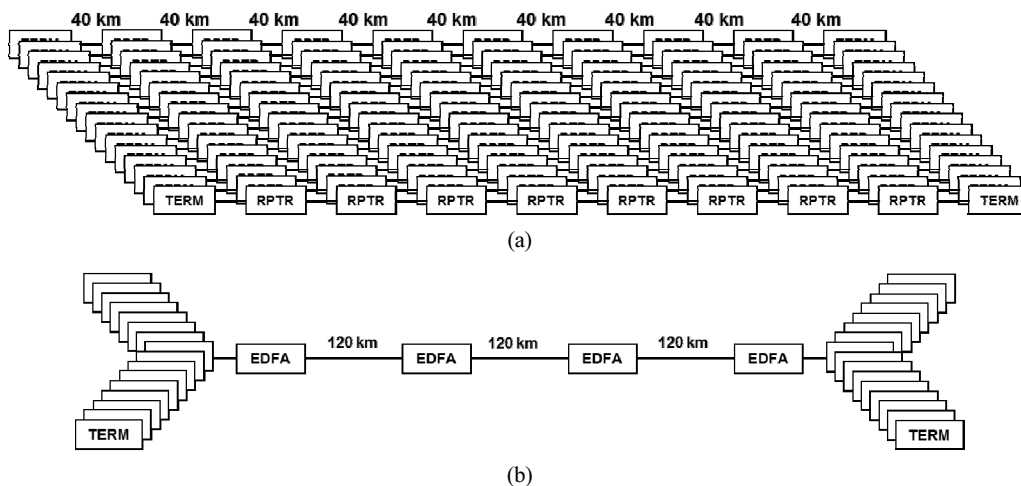 40 km 40 km 40 km 40 km 40 km 40 km 40 km 40 km 40 km
TERM RPTR RPTR RPTR RPTR RPTR RPTR RPTR RPTR TERM
(a)
120 km 120 km 120 km
EDFA EDFA EDFA EDFA
TERM TERM
(b)